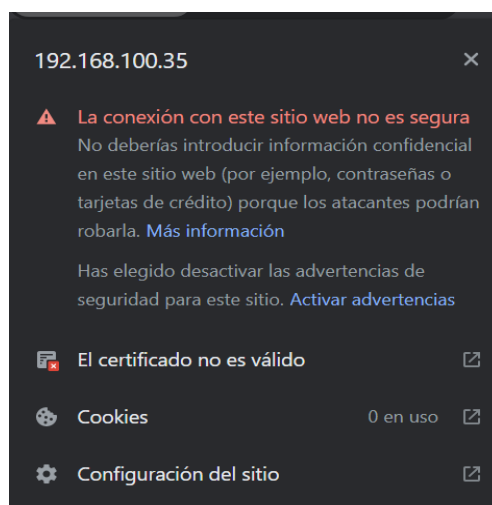 192.168.100.35
La conexión con este sitio web no es segura
No deberías introducir información confidencial
en este sitio web (por ejemplo, contraseñas o
tarjetas de crédito) porque los atacantes podrían
robarla. Más información
Has elegido desactivar las advertencias de
seguridad para este sitio. Activar advertencias
El certificado no es válido
Cookies 0 en uso
Configuración del sitio